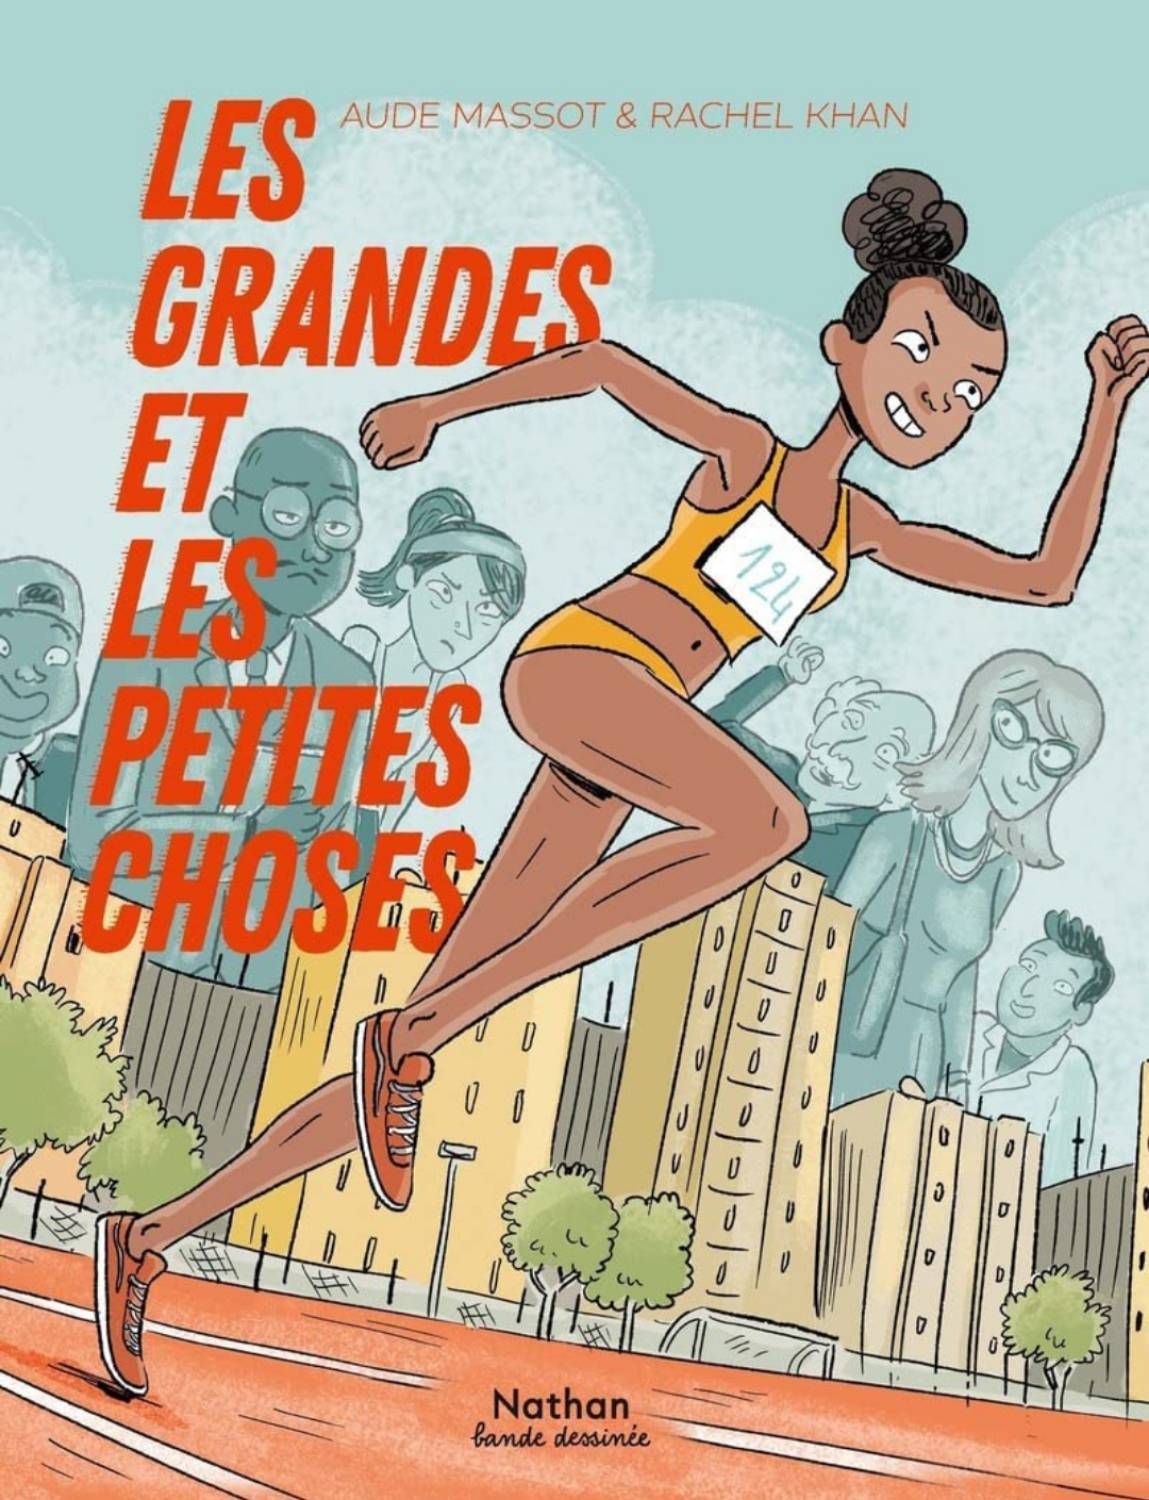 AUDE MASSOT & RACHEL KHAN
LES
GRANDES
ET
LES
PETITES
CHOSES
124
Nathan
bande dessinée